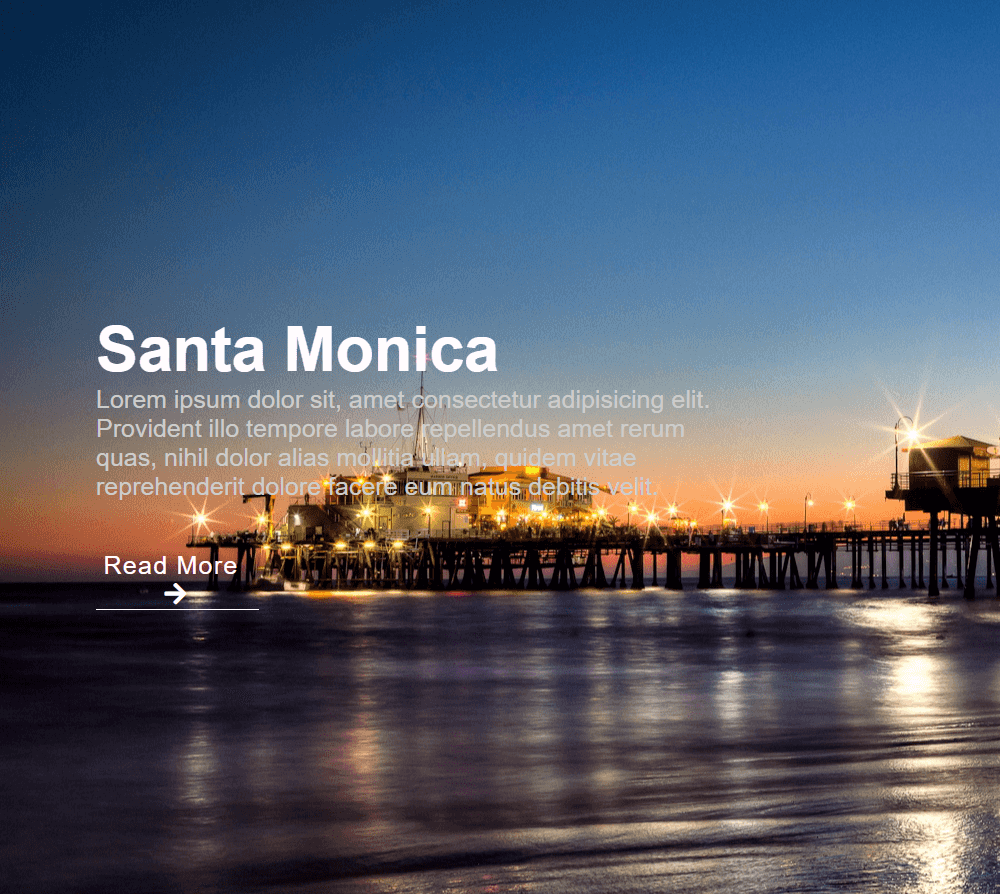 Santa Monica
Lorem ipsum dolor sit, amet consectetur adipisicing elit.
Provident illo tempore labore repellendus amet rerum
quas, nihil dolor alias mollitia ullam, quidem vitae
reprehenderit dolore facere eum natus debitis velit.
Read More